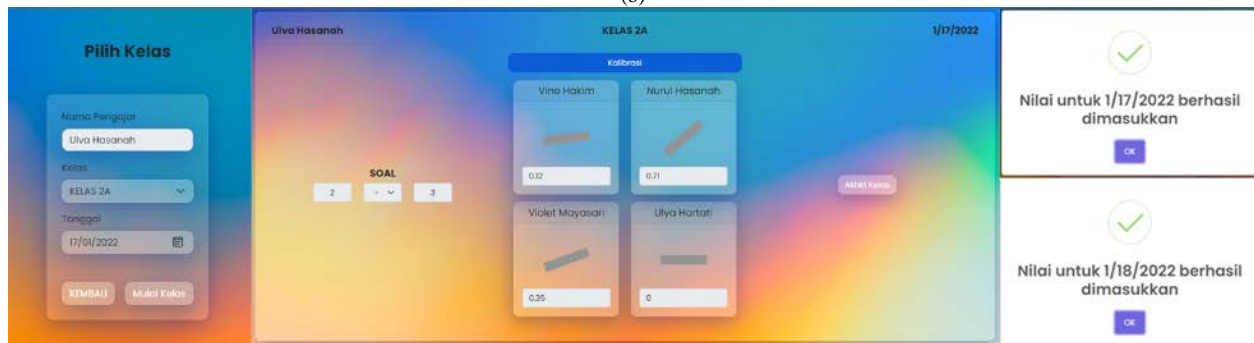 Pilih Kelas
Nama Pengajar
Ulva Hasanah
Kelas
KELAS 2A
Tanggal
17/01/2022
KEMBALI Mulai Kelas
Ulva Hasanah KELAS 2A 1/17/2022
Kalibrasi
Vino Hakim Nurul Hasanah
0.12 0.71
SOAL
2 - 3
Akhiri Kelas
Violet Mayasari Ulya Hartati
0.35 0
Nilai untuk 1/17/2022 berhasil
dimasukkan
OK
Nilai untuk 1/18/2022 berhasil
dimasukkan
OK